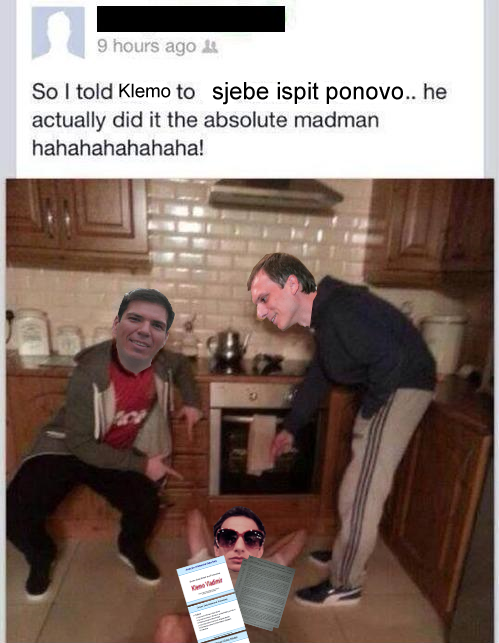 9 hours ago
So I told Klemo to sjebe ispit ponovo.. he
actually did it the absolute madman
hahahahahahaha!
Klemo Vladimir